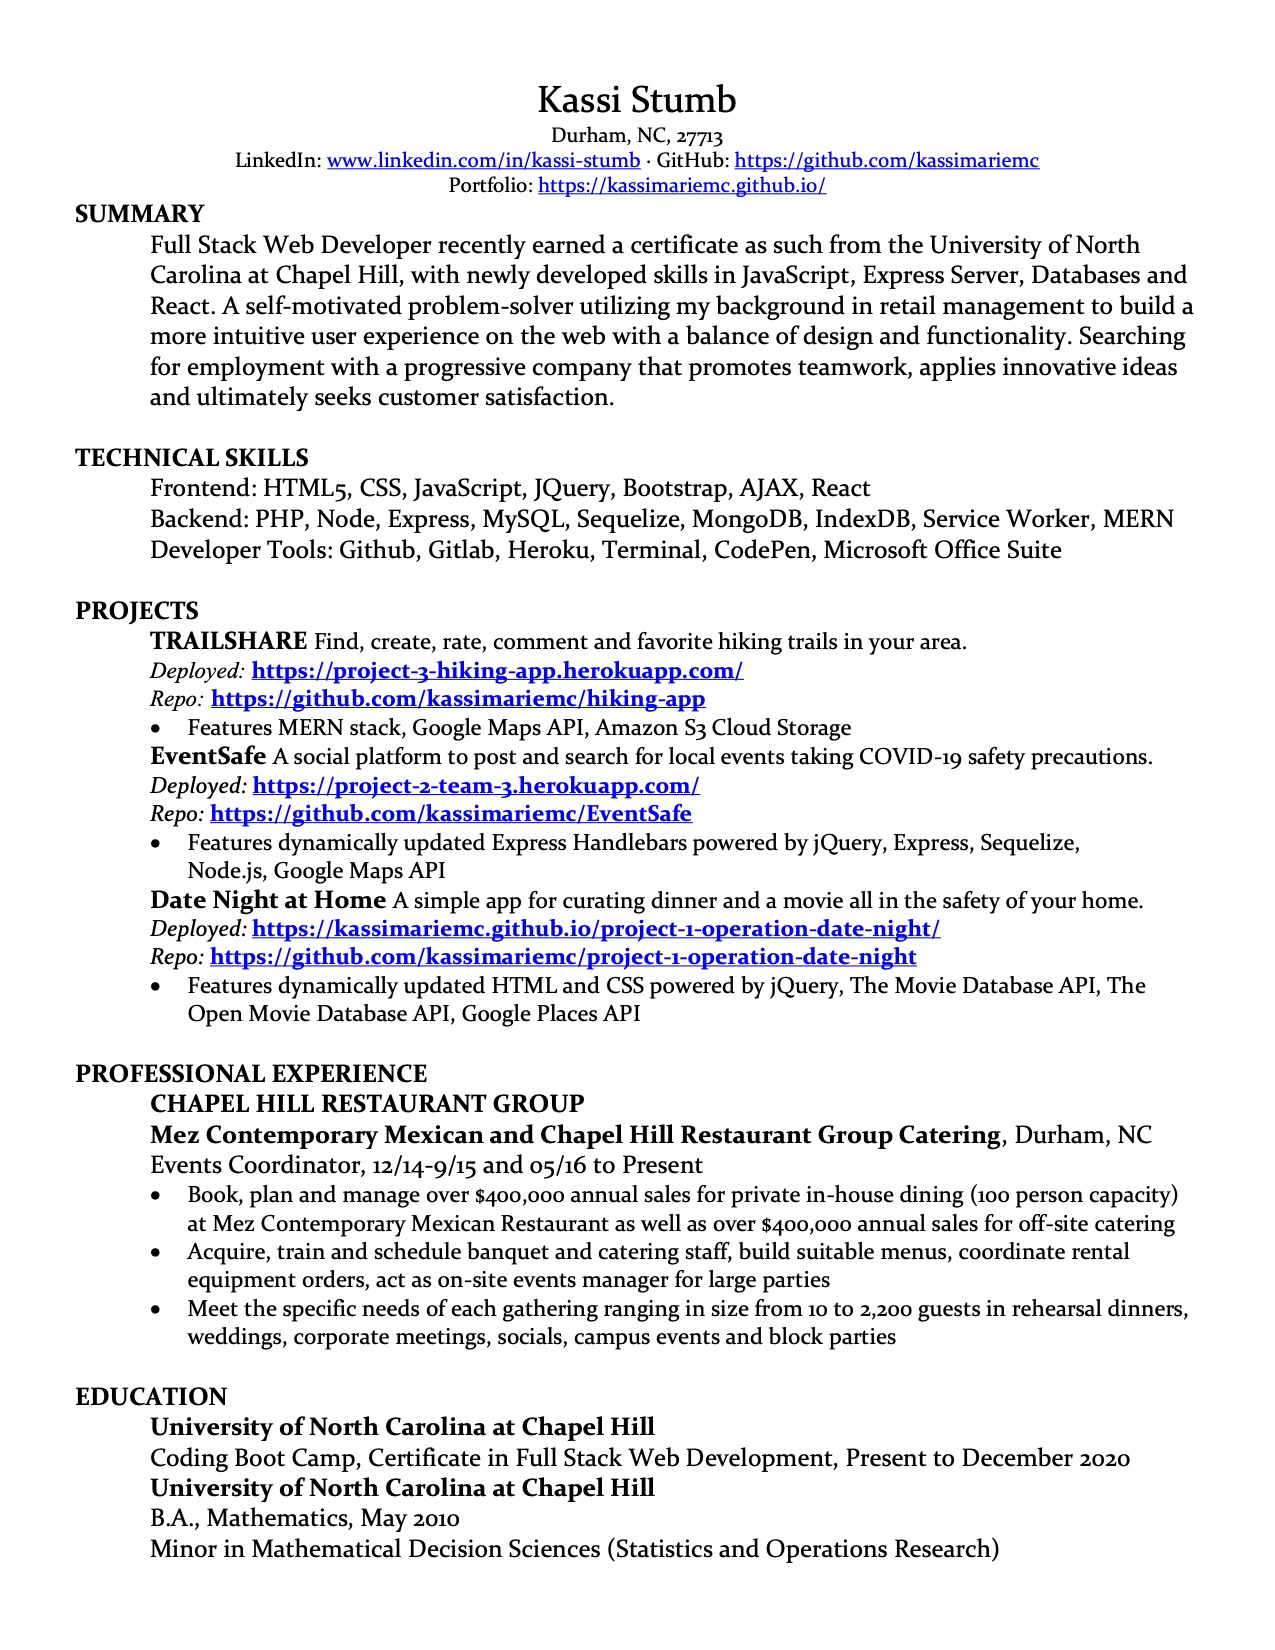 Kassi Stumb
Durham, NC, 27713
LinkedIn: www.linkedin.com/in/kassi-stumb · GitHub: https://github.com/kassimariemc
Portfolio: https://kassimariemc.github.io/
SUMMARY
Full Stack Web Developer recently earned a certificate as such from the University of North
Carolina at Chapel Hill, with newly developed skills in JavaScript, Express Server, Databases and
React. A self-motivated problem-solver utilizing my background in retail management to build a
more intuitive user experience on the web with a balance of design and functionality. Searching
for employment with a progressive company that promotes teamwork, applies innovative ideas
and ultimately seeks customer satisfaction.
TECHNICAL SKILLS
Frontend: HTML5, CSS, JavaScript, JQuery, Bootstrap, AJAX, React
Backend: PHP, Node, Express, MySQL, Sequelize, MongoDB, IndexDB, Service Worker, MERN
Developer Tools: Github, Gitlab, Heroku, Terminal, CodePen, Microsoft Office Suite
PROJECTS
TRAILSHARE Find, create, rate, comment and favorite hiking trails in your area.
Deployed: https://project-3-hiking-app.herokuapp.com/
Repo: https://github.com/kassimariemc/hiking-app
• Features MERN stack, Google Maps API, Amazon S3 Cloud Storage
EventSafe A social platform to post and search for local events taking COVID-19 safety precautions.
Deployed: https://project-2-team-3.herokuapp.com/
Repo: https://github.com/kassimariemc/EventSafe
• Features dynamically updated Express Handlebars powered by jQuery, Express, Sequelize,
Node.js, Google Maps API
Date Night at Home A simple app for curating dinner and a movie all in the safety of your home.
Deployed: https://kassimariemc.github.io/project-1-operation-date-night/
Repo: https://github.com/kassimariemc/project-1-operation-date-night
• Features dynamically updated HTML and CSS powered by jQuery, The Movie Database API, The
Open Movie Database API, Google Places API
PROFESSIONAL EXPERIENCE
CHAPEL HILL RESTAURANT GROUP
Mez Contemporary Mexican and Chapel Hill Restaurant Group Catering, Durham, NC
Events Coordinator, 12/14-9/15 and 05/16 to Present
• Book, plan and manage over $400,000 annual sales for private in-house dining (100 person capacity)
at Mez Contemporary Mexican Restaurant as well as over $400,000 annual sales for off-site catering
• Acquire, train and schedule banquet and catering staff, build suitable menus, coordinate rental
equipment orders, act as on-site events manager for large parties
• Meet the specific needs of each gathering ranging in size from 10 to 2,200 guests in rehearsal dinners,
weddings, corporate meetings, socials, campus events and block parties
EDUCATION
University of North Carolina at Chapel Hill
Coding Boot Camp, Certificate in Full Stack Web Development, Present to December 2020
University of North Carolina at Chapel Hill
B.A., Mathematics, May 2010
Minor in Mathematical Decision Sciences (Statistics and Operations Research)